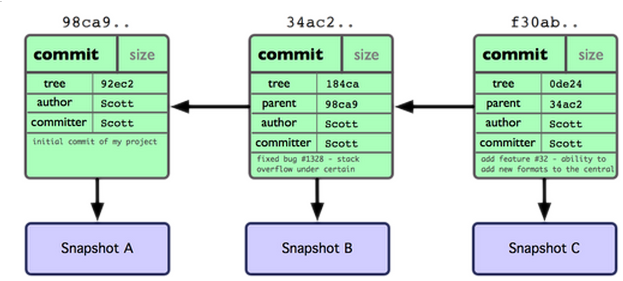 98ca9..
commit size
tree 92ec2
author Scott
committer Scott
initial commit of my project
Snapshot A
34ac2..
commit size
tree 184ca
parent 98ca9
author Scott
committer Scott
fixed bug #1328 - stack
overflow under certain
Snapshot B
f30ab..
commit size
tree 0de24
parent 34ac2
author Scott
committer Scott
add feature #32 - ability to
add new formats to the central
Snapshot C